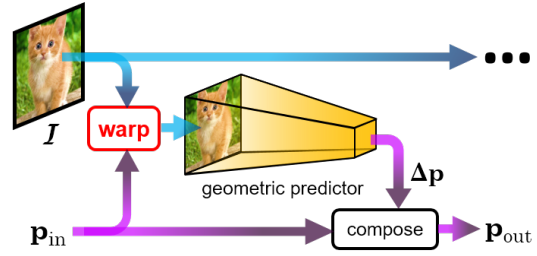 I
warp
geometric predictor
Δp
p_in
compose
p_out